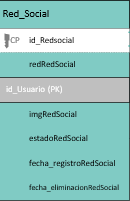 Red_Social
CP id_Redsocial
redRedSocial
id_Usuario (PK)
imgRedSocial
estadoRedSocial
fecha_registroRedSocial
fecha_eliminacionRedSocial